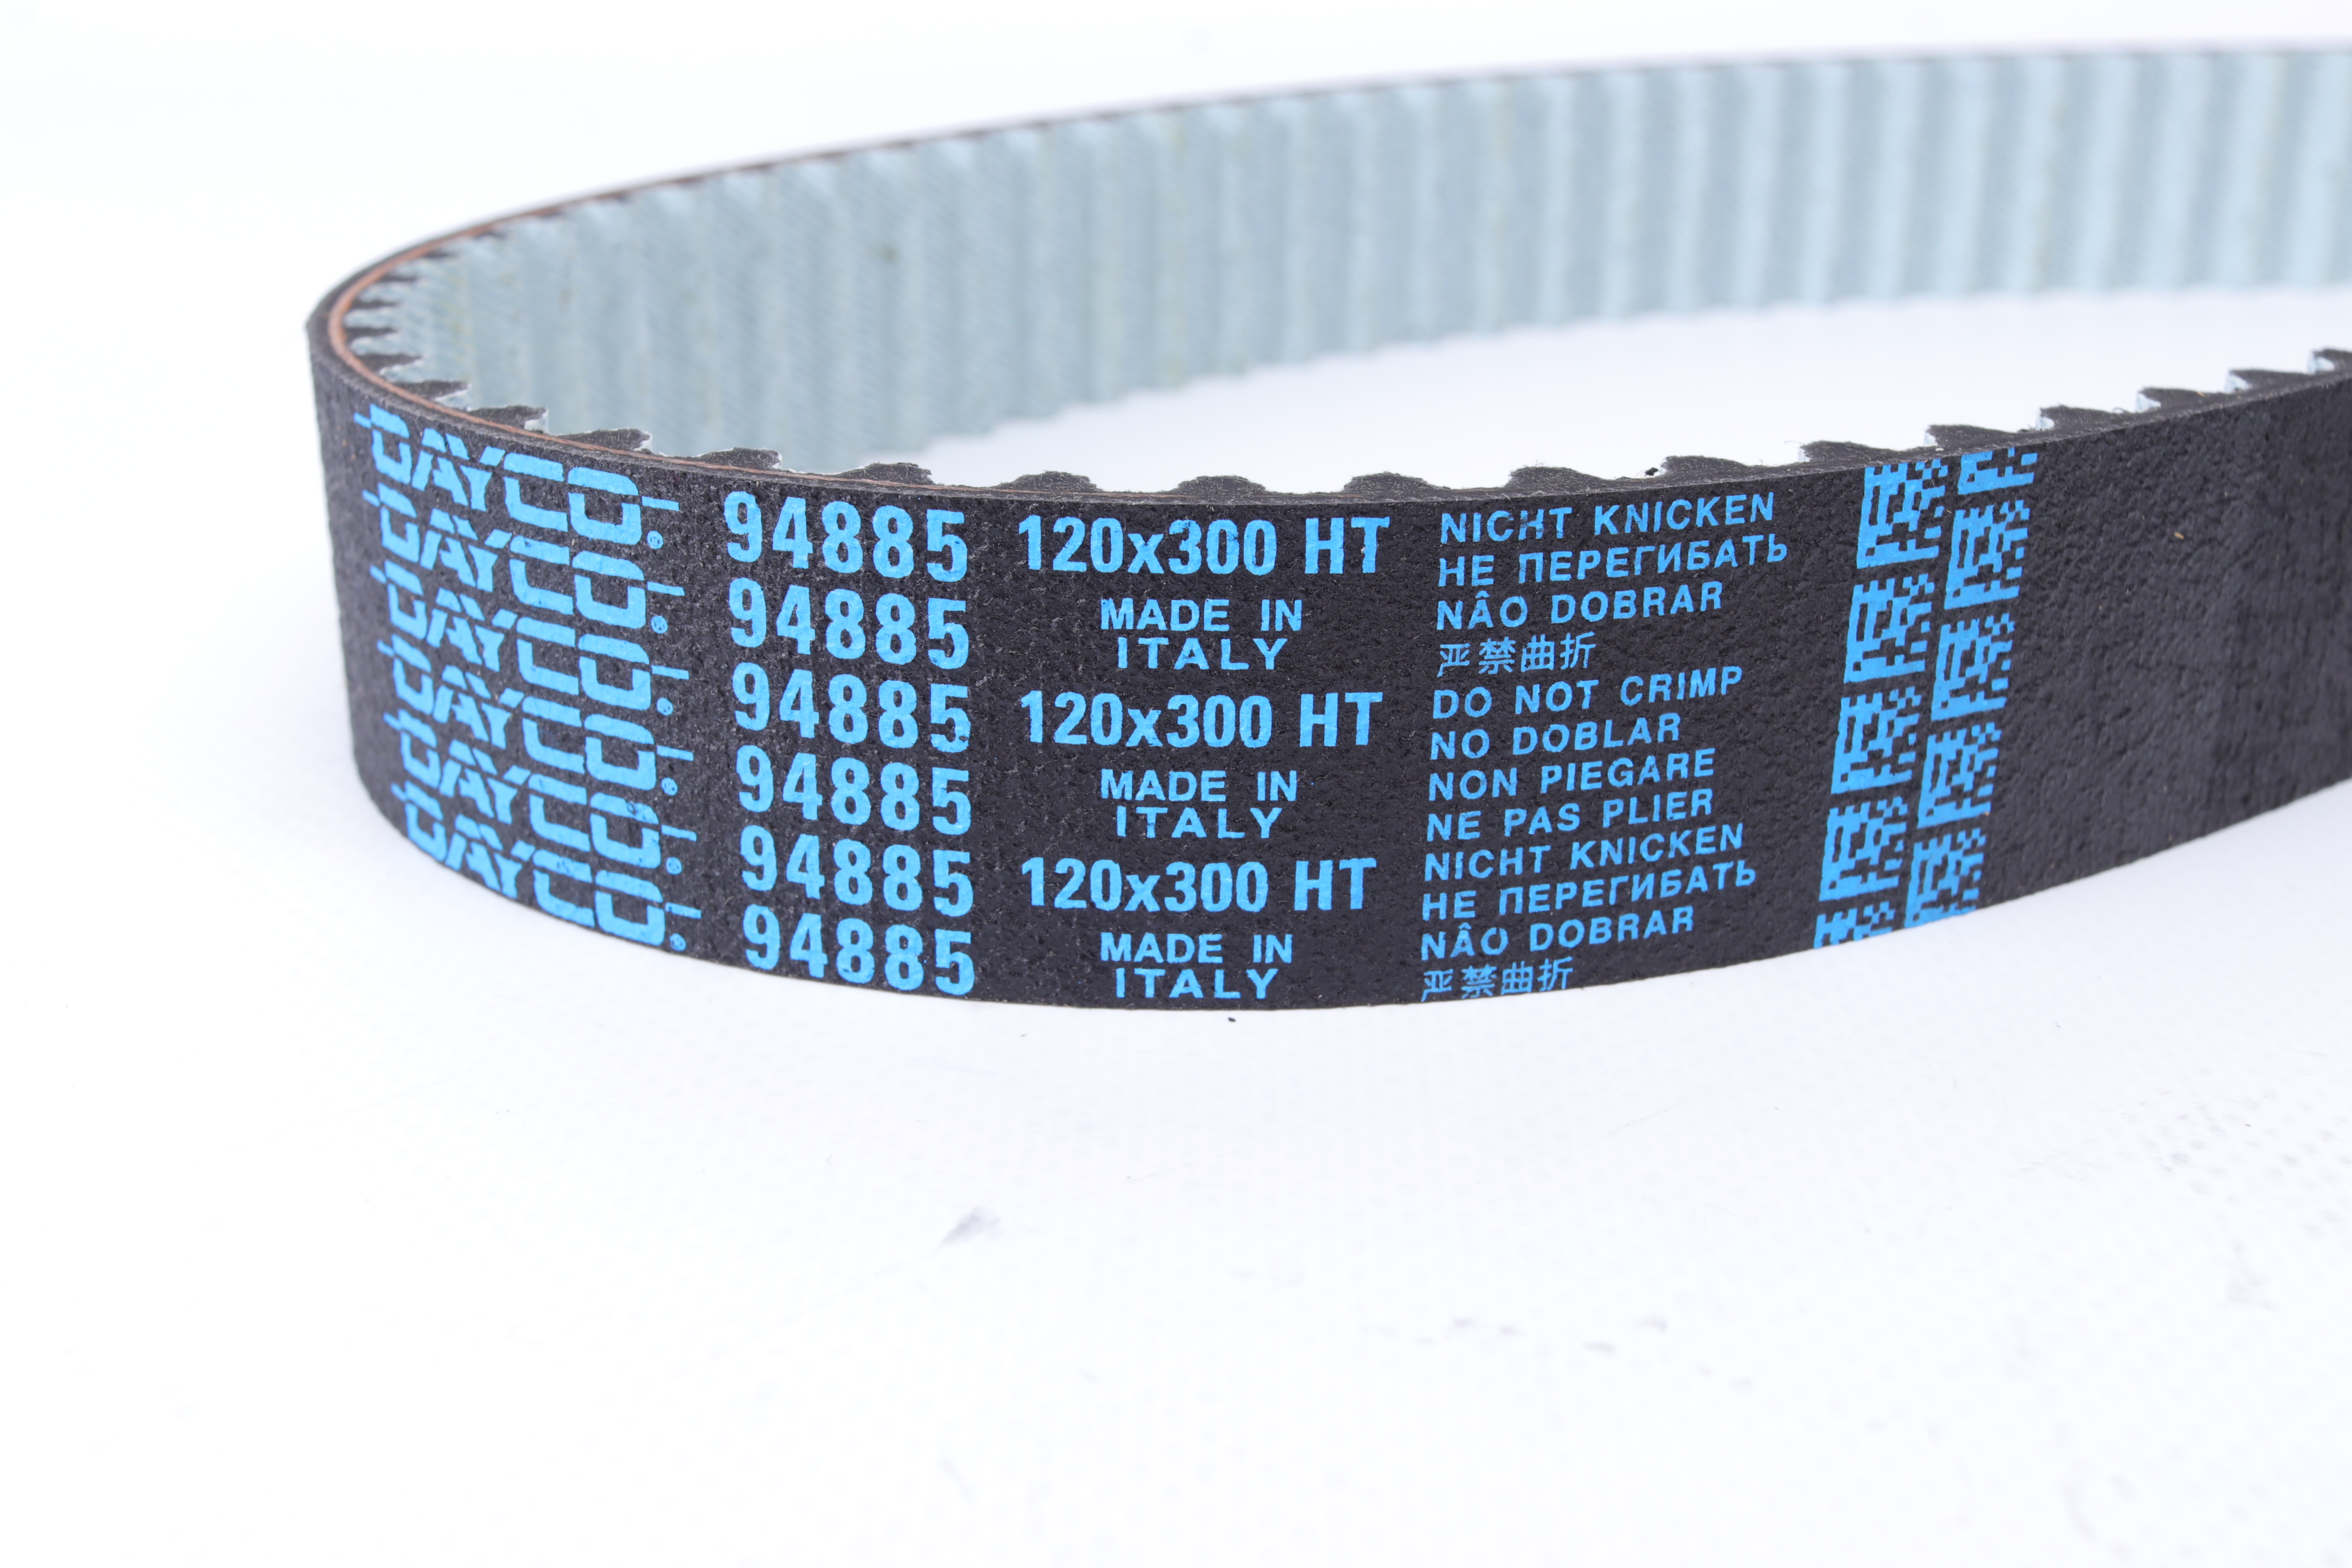 DAYCO®
DAYCO®
DAYCO®
DAYCO®
DAYCO®
DAYCO®
94885
94885
94885
94885
94885
94885
120x300 HT
MADE IN
ITALY
120x300 HT
MADE IN
ITALY
120x300 HT
MADE IN
ITALY
NICHT KNICKEN
НЕ ПЕРЕГИБАТЬ
NÂO DOBRAR
严禁曲折
DO NOT CRIMP
NO DOBLAR
NON PIEGARE
NE PAS PLIER
NICHT KNICKEN
НЕ ПЕРЕГИБАТЬ
NÂO DOBRAR
严禁曲折